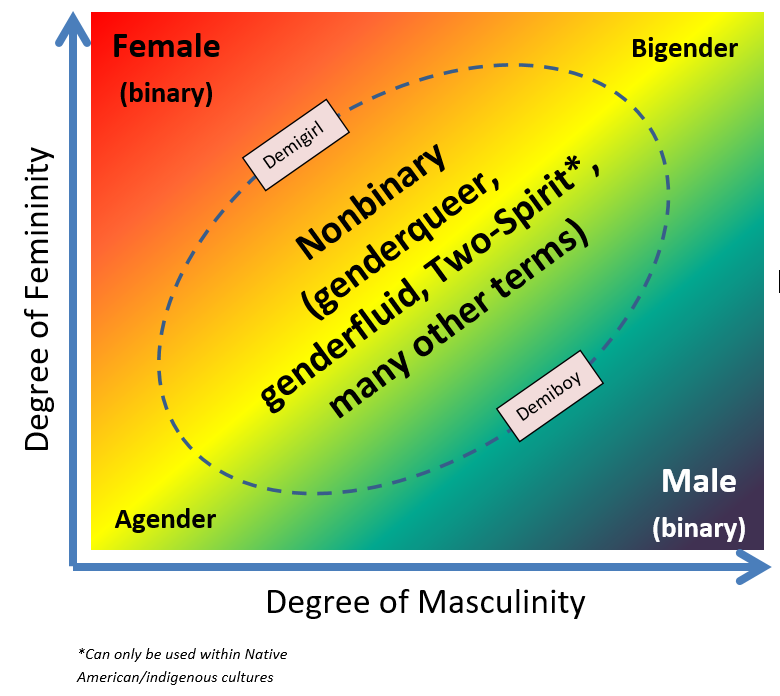 Female
(binary)
Bigender
Demigirl
Nonbinary
(genderqueer,
genderfluid, Two-Spirit* ,
many other terms)
Demiboy
Agender
Male
(binary)
Degree of Femininity
Degree of Masculinity
*Can only be used within Native
American/indigenous cultures